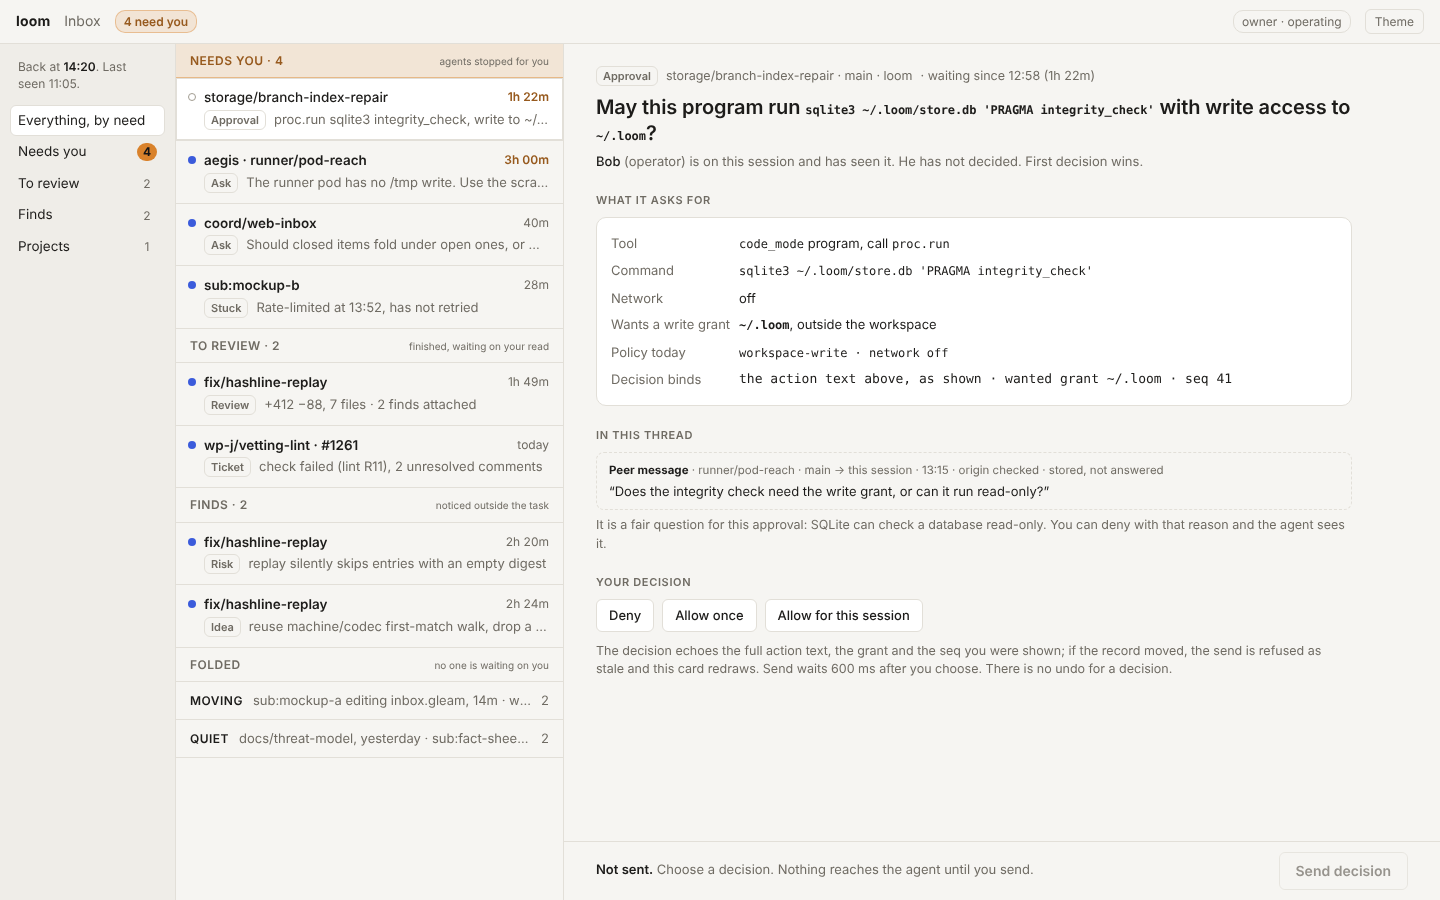 loom Inbox 4 need you
owner · operating Theme
Back at 14:20. Last
seen 11:05.
Everything, by need
Needs you 4
To review 2
Finds 2
Projects 1
NEEDS YOU · 4 agents stopped for you
storage/branch-index-repair 1h 22m
Approval proc.run sqlite3 integrity_check, write to ~/…
aegis · runner/pod-reach 3h 00m
Ask The runner pod has no /tmp write. Use the scra…
coord/web-inbox 40m
Ask Should closed items fold under open ones, or …
sub:mockup-b 28m
Stuck Rate-limited at 13:52, has not retried
TO REVIEW · 2 finished, waiting on your read
fix/hashline-replay 1h 49m
Review +412 −88, 7 files · 2 finds attached
wp-j/vetting-lint · #1261 today
Ticket check failed (lint R11), 2 unresolved comments
FINDS · 2 noticed outside the task
fix/hashline-replay 2h 20m
Risk replay silently skips entries with an empty digest
fix/hashline-replay 2h 24m
Idea reuse machine/codec first-match walk, drop a …
FOLDED no one is waiting on you
MOVING sub:mockup-a editing inbox.gleam, 14m · w… 2
QUIET docs/threat-model, yesterday · sub:fact-shee… 2
Approval storage/branch-index-repair · main · loom · waiting since 12:58 (1h 22m)
May this program run sqlite3 ~/.loom/store.db 'PRAGMA integrity_check' with write access to
~/.loom?
Bob (operator) is on this session and has seen it. He has not decided. First decision wins.
WHAT IT ASKS FOR
Tool code_mode program, call proc.run
Command sqlite3 ~/.loom/store.db 'PRAGMA integrity_check'
Network off
Wants a write grant ~/.loom, outside the workspace
Policy today workspace-write · network off
Decision binds the action text above, as shown · wanted grant ~/.loom · seq 41
IN THIS THREAD
Peer message · runner/pod-reach · main → this session · 13:15 · origin checked · stored, not answered
“Does the integrity check need the write grant, or can it run read-only?”
It is a fair question for this approval: SQLite can check a database read-only. You can deny with that reason and the agent sees
it.
YOUR DECISION
Deny Allow once Allow for this session
The decision echoes the full action text, the grant and the seq you were shown; if the record moved, the send is refused as
stale and this card redraws. Send waits 600 ms after you choose. There is no undo for a decision.
Not sent. Choose a decision. Nothing reaches the agent until you send.
Send decision